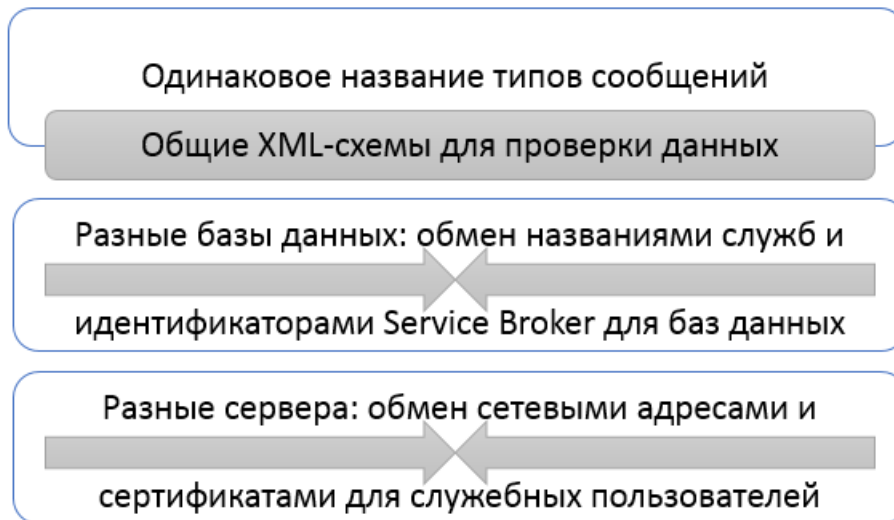 Одинаковое название типов сообщений
Общие XML-схемы для проверки данных
Разные базы данных: обмен названиями служб и
идентификаторами Service Broker для баз данных
Разные сервера: обмен сетевыми адресами и
сертификатами для служебных пользователей